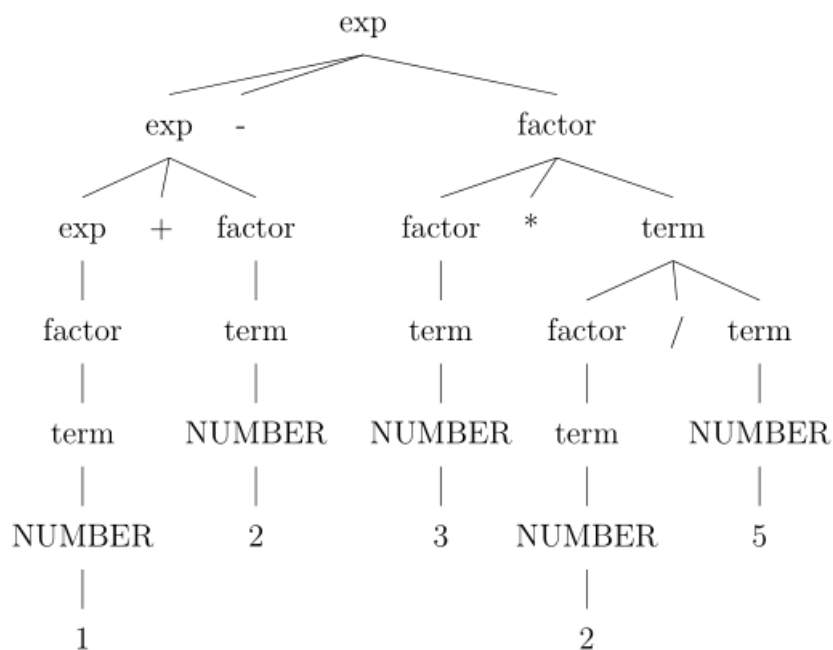 exp
exp - factor
exp + factor factor * term
factor term term factor / term
term NUMBER NUMBER term NUMBER
NUMBER 2 3 NUMBER 5
1 2